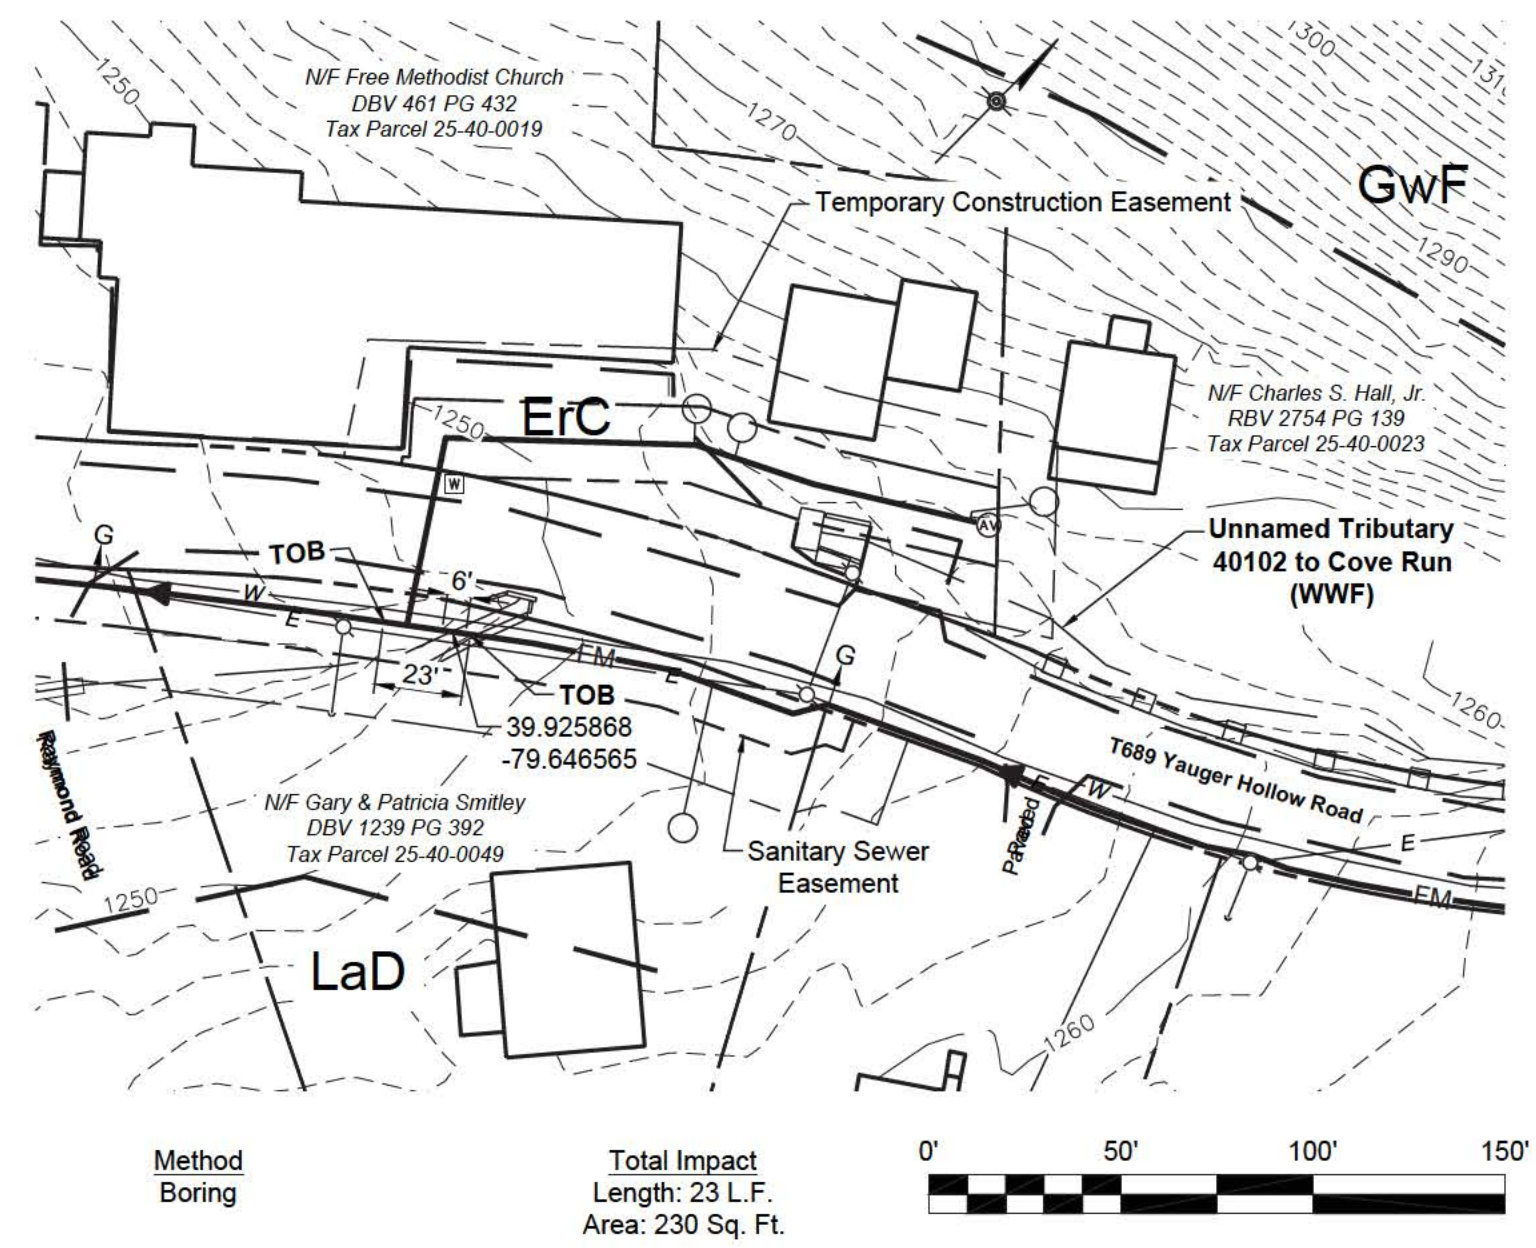 1300
1310
1250
N/F Free Methodist Church
DBV 461 PG 432
Tax Parcel 25-40-0019
1270
GwF
Temporary Construction Easement
1290
N/F Charles S. Hall, Jr.
RBV 2754 PG 139
Tax Parcel 25-40-0023
1250
ErC
W
AV
Unnamed Tributary
40102 to Cove Run
(WWF)
G
TOB
6'
W
E
FM
E
G
23'
TOB
39.925868
-79.646565
1260
T689 Yauger Hollow Road
Raymond Road
E
W
Paved
E
FM
N/F Gary & Patricia Smitley
DBV 1239 PG 392
Tax Parcel 25-40-0049
Sanitary Sewer
Easement
1250
LaD
1260
Method
Boring
Total Impact
Length: 23 L.F.
Area: 230 Sq. Ft.
0' 50' 100' 150'